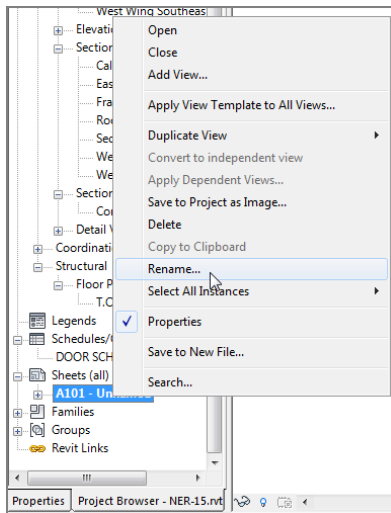 West Wing Southeas
Elevati
Section
Cal
Eas
Fra
Roo
Sec
We
We
Section
Co
Detail V
Coordinati
Structural
Floor P
T.O
Legends
Schedules/
DOOR SCH
Sheets (all)
A101 - Unnamed
Families
Groups
Revit Links
Open
Close
Add View...
Apply View Template to All Views...
Duplicate View
Convert to independent view
Apply Dependent Views...
Save to Project as Image...
Delete
Copy to Clipboard
Rename...
Select All Instances
Properties
Save to New File...
Search...
Properties
Project Browser - NER-15.rvt